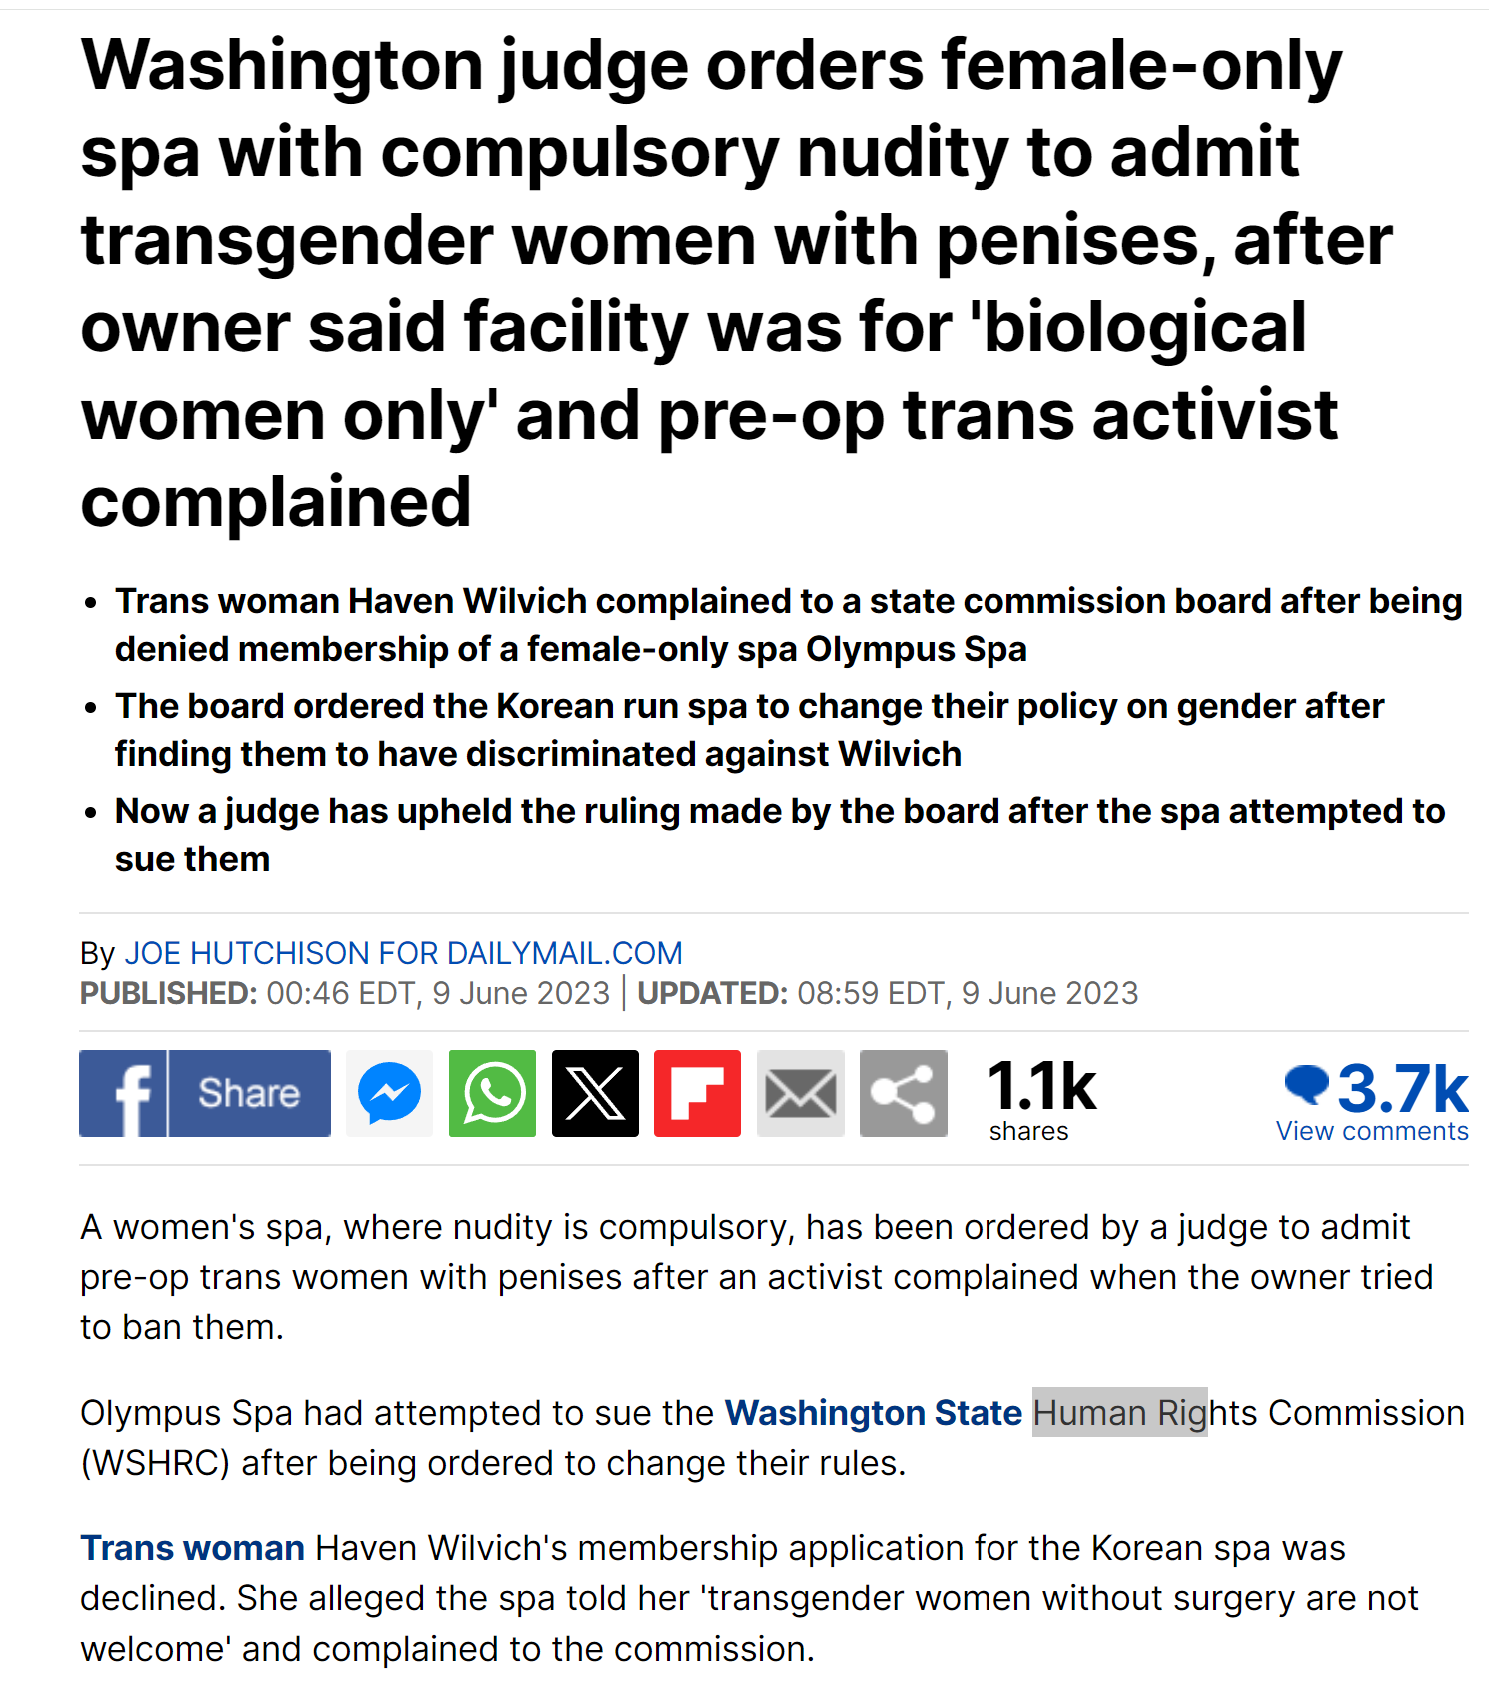 Washington judge orders female-only
spa with compulsory nudity to admit
transgender women with penises, after
owner said facility was for 'biological
women only' and pre-op trans activist
complained
• Trans woman Haven Wilvich complained to a state commission board after being
denied membership of a female-only spa Olympus Spa
• The board ordered the Korean run spa to change their policy on gender after
finding them to have discriminated against Wilvich
• Now a judge has upheld the ruling made by the board after the spa attempted to
sue them
By JOE HUTCHISON FOR DAILYMAIL.COM
PUBLISHED: 00:46 EDT, 9 June 2023 | UPDATED: 08:59 EDT, 9 June 2023
f Share
1.1k
shares
3.7k
View comments
A women's spa, where nudity is compulsory, has been ordered by a judge to admit
pre-op trans women with penises after an activist complained when the owner tried
to ban them.
Olympus Spa had attempted to sue the Washington State Human Rights Commission
(WSHRC) after being ordered to change their rules.
Trans woman Haven Wilvich's membership application for the Korean spa was
declined. She alleged the spa told her 'transgender women without surgery are not
welcome' and complained to the commission.